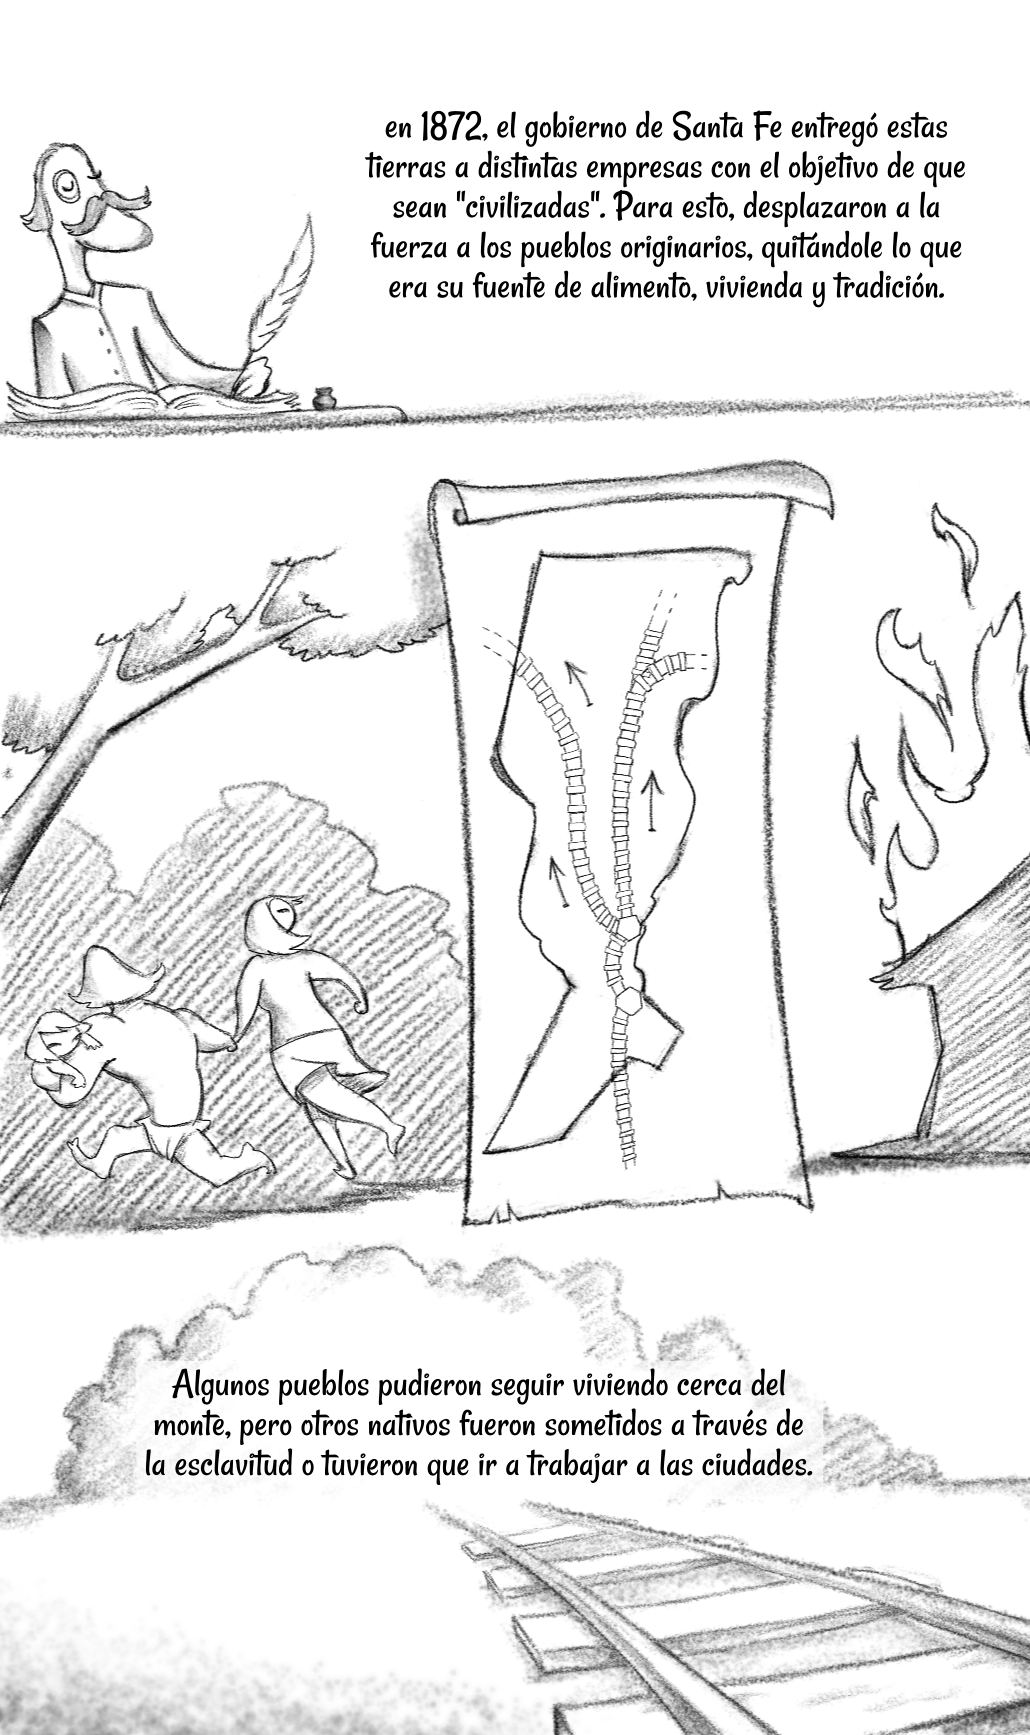 en 1872, el gobierno de Santa Fe entregó estas
tierras a distintas empresas con el objetivo de que
sean "civilizadas". Para esto, desplazaron a la
fuerza a los pueblos originarios, quitándole lo que
era su fuente de alimento, vivienda y tradición.
Algunos pueblos pudieron seguir viviendo cerca del
monte, pero otros nativos fueron sometidos a través de
la esclavitud o tuvieron que ir a trabajar a las ciudades.